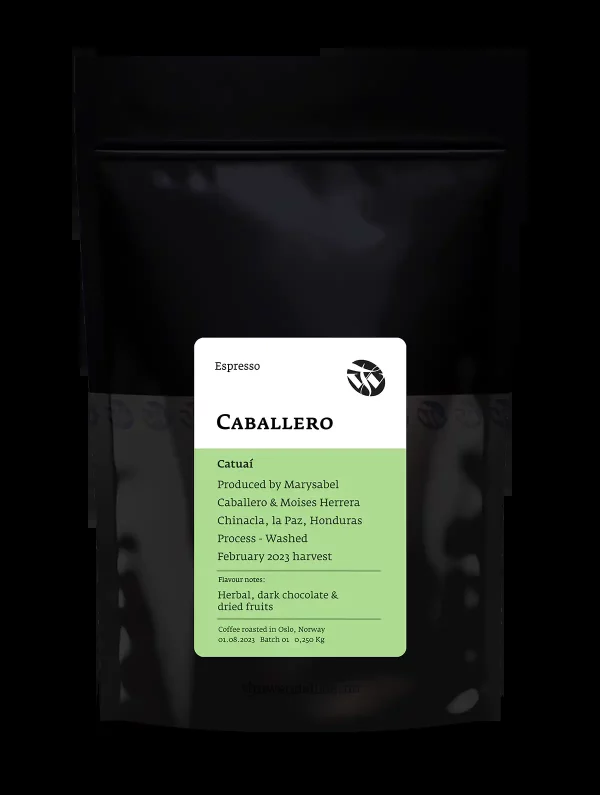 Espresso
Caballero
Catuaí
Produced by Marysabel
Caballero & Moises Herrera
Chinacla, la Paz, Honduras
Process - Washed
February 2023 harvest
Flavour notes:
Herbal, dark chocolate &
dried fruits
Coffee roasted in Oslo, Norway
01.08.2023 Batch 01 0,250 Kg